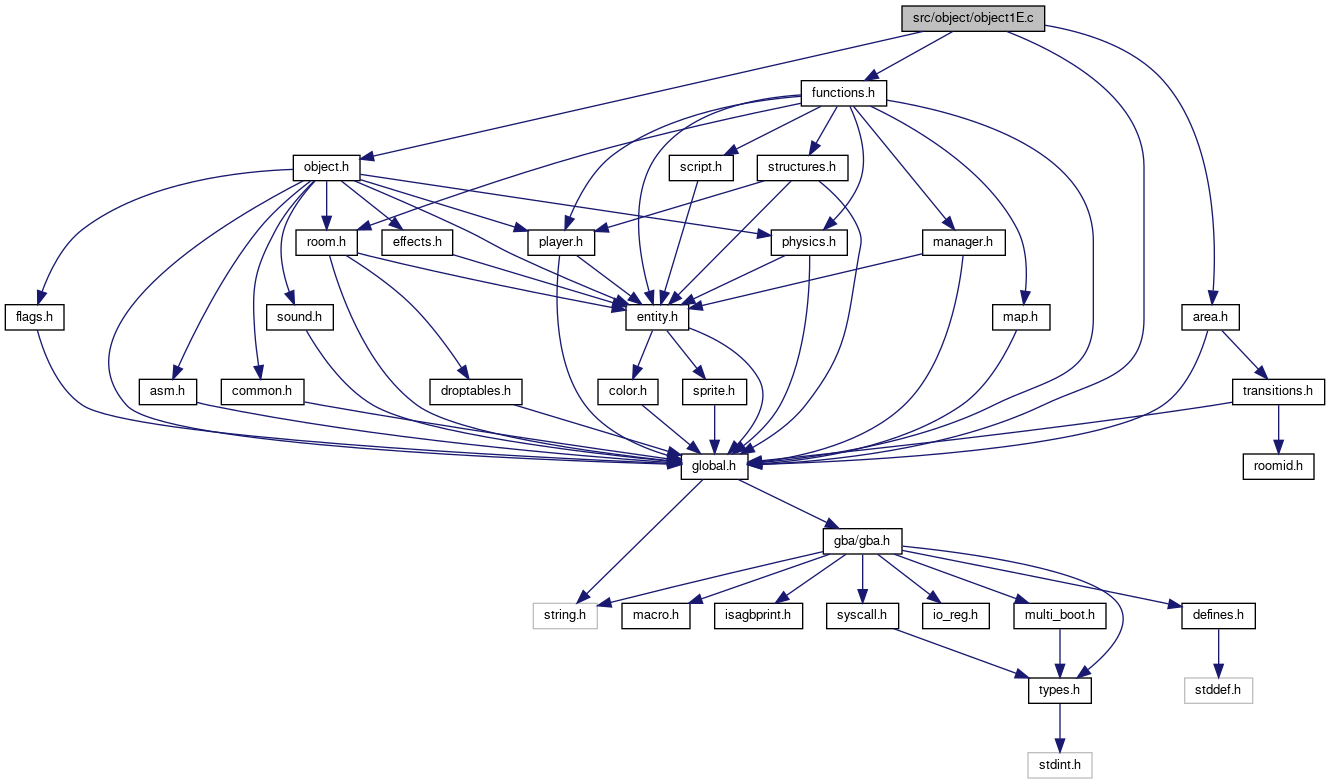 src/object/object1E.c
functions.h
object.h
script.h
structures.h
room.h
effects.h
player.h
physics.h
manager.h
flags.h
sound.h
entity.h
map.h
area.h
asm.h
common.h
droptables.h
color.h
sprite.h
transitions.h
global.h
roomid.h
gba/gba.h
string.h
macro.h
isagbprint.h
syscall.h
io_reg.h
multi_boot.h
defines.h
types.h
stddef.h
stdint.h